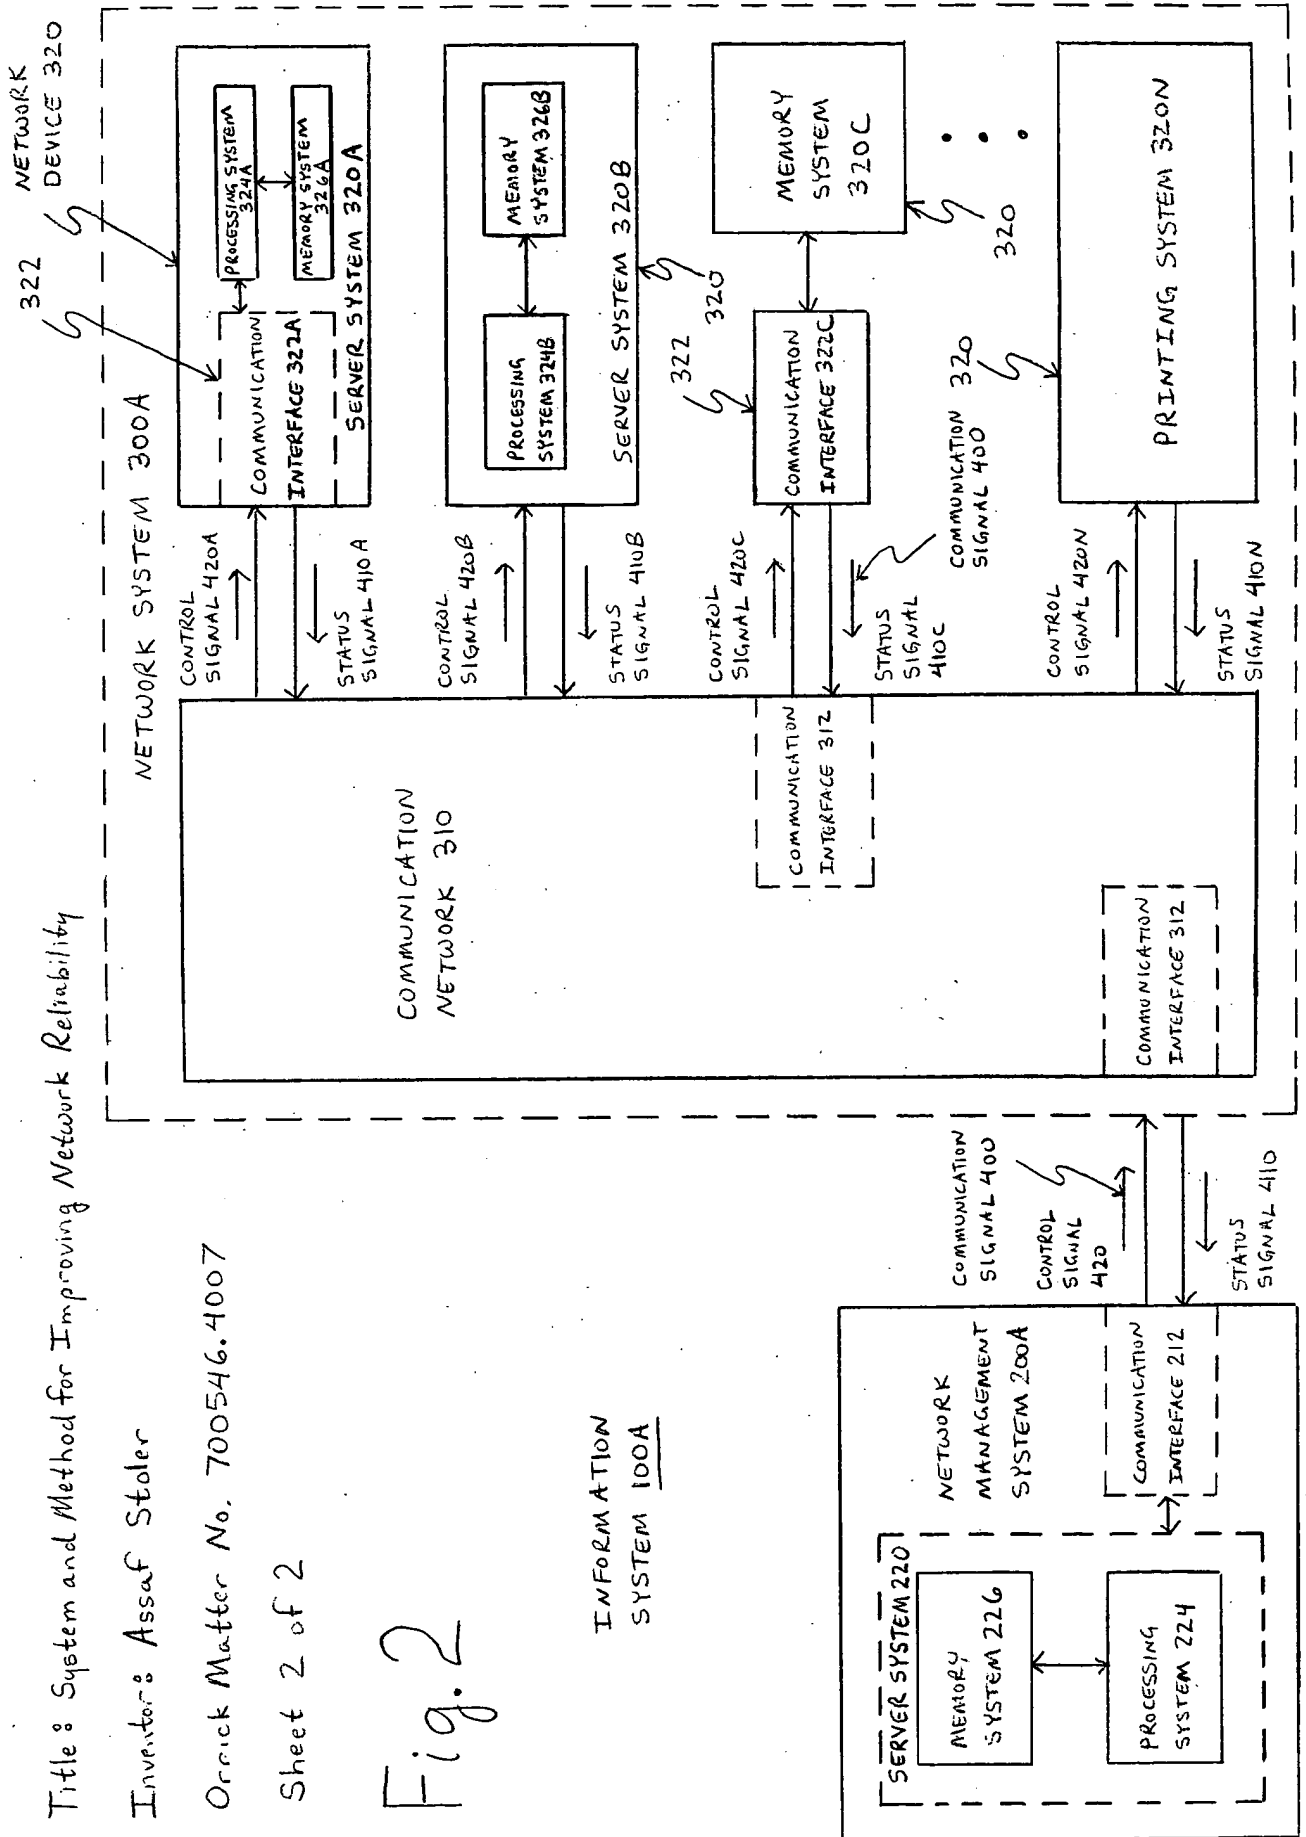 Title: System and Method for Improving Network Reliability
Inventor: Assaf Stoler
Orrick Matter No. 700546.4007
Sheet 2 of 2
Fig. 2
INFORMATION
SYSTEM 100A
NETWORK
MANAGEMENT
SYSTEM 200A
SERVER SYSTEM 220
MEMORY
SYSTEM 226
PROCESSING
SYSTEM 224
COMMUNICATION
INTERFACE 212
COMMUNICATION
SIGNAL 400
CONTROL
SIGNAL
420
STATUS
SIGNAL 410
NETWORK SYSTEM 300A
COMMUNICATION
NETWORK 310
COMMUNICATION
INTERFACE 312
COMMUNICATION
INTERFACE 312
CONTROL
SIGNAL 420A
STATUS
SIGNAL 410A
CONTROL
SIGNAL 420B
STATUS
SIGNAL 410B
CONTROL
SIGNAL 420C
STATUS
SIGNAL
410C
COMMUNICATION
SIGNAL 400
CONTROL
SIGNAL 420N
STATUS
SIGNAL 410N
322
NETWORK
DEVICE 320
COMMUNICATION
INTERFACE 322A
PROCESSING SYSTEM
324A
MEMORY SYSTEM
326A
SERVER SYSTEM 320A
PROCESSING
SYSTEM 324B
MEMORY
SYSTEM 326B
SERVER SYSTEM 320B
320
322
COMMUNICATION
INTERFACE 322C
MEMORY
SYSTEM
320C
320
320
PRINTING SYSTEM 320N